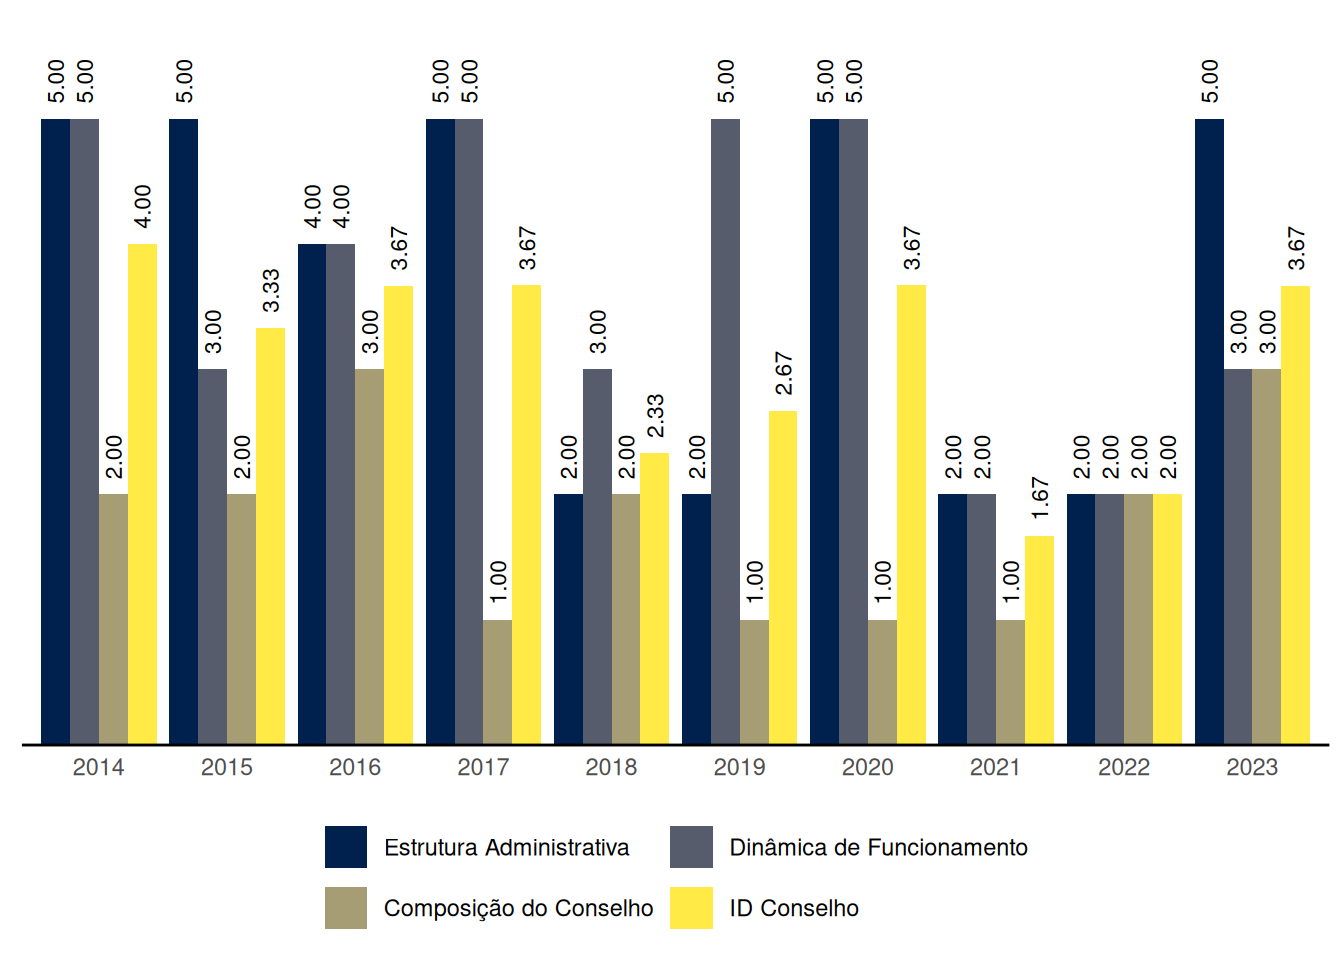 5.00 5.00 2.00 4.00
5.00 3.00 2.00 3.33
4.00 4.00 3.00 3.67
5.00 5.00 1.00 3.67
2.00 3.00 2.00 2.33
2.00 5.00 1.00 2.67
5.00 5.00 1.00 3.67
2.00 2.00 1.00 1.67
2.00 2.00 2.00 2.00
5.00 3.00 3.00 3.67
2014 2015 2016 2017 2018 2019 2020 2021 2022 2023
Estrutura Administrativa Dinâmica de Funcionamento
Composição do Conselho ID Conselho